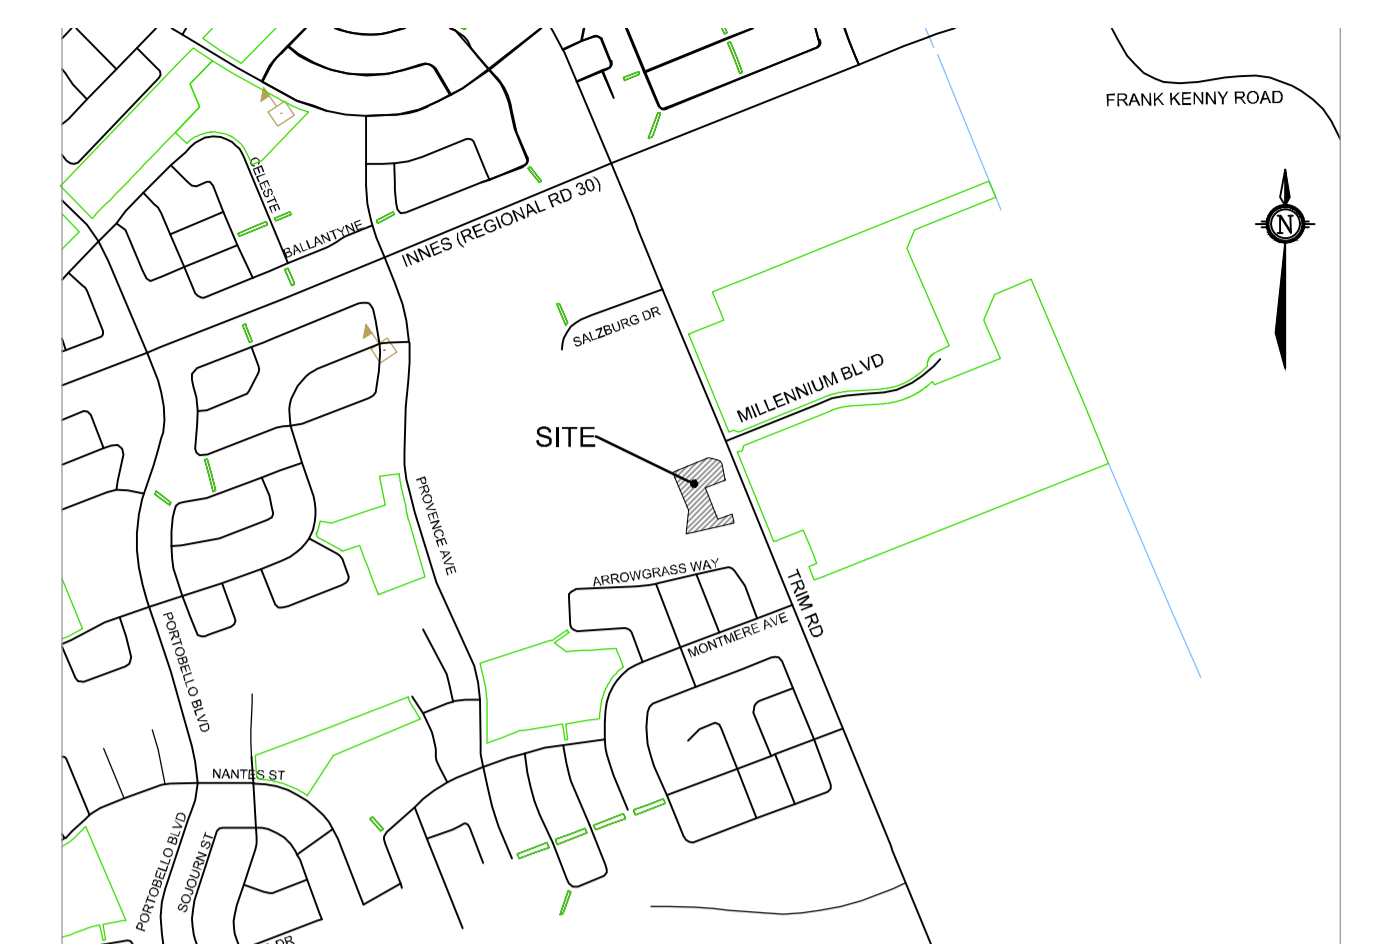 FRANK KENNY ROAD
CELESTE
BALLANTYNE
INNES (REGIONAL RD 30)
N
SALZBURG DR
MILLENNIUM BLVD
SITE
PROVENCE AVE
ARROWGRASS WAY
TRIM RD
MONTMERE AVE
PORTOBELLO BLVD
NANTES ST
PORTOBELLO BLVD
SOJOURN ST
DR